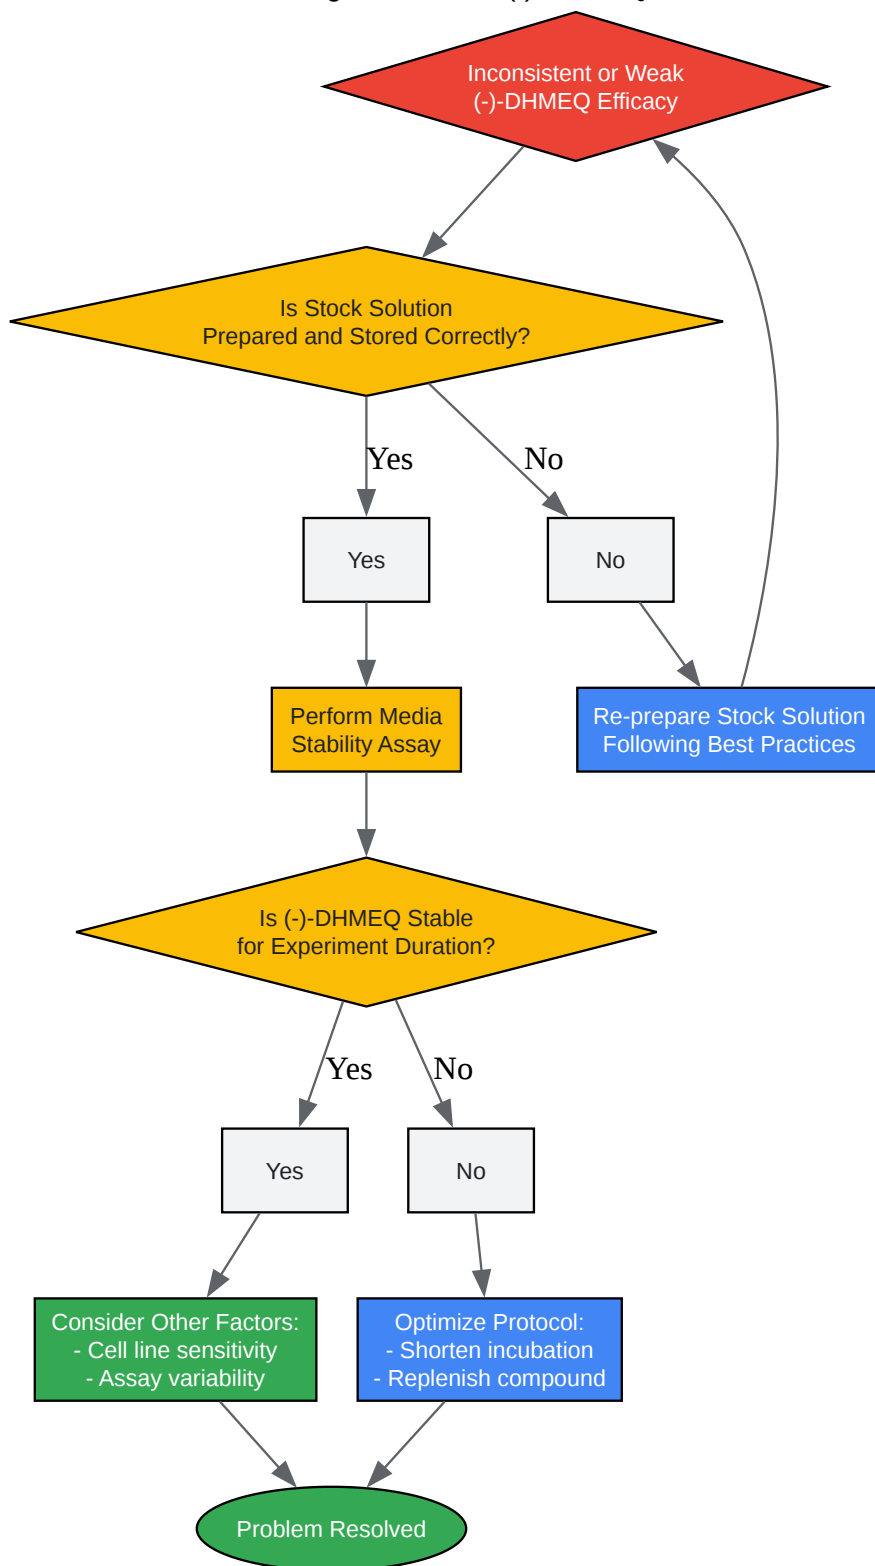 Inconsistent or Weak
(-)-DHMEQ Efficacy
Is Stock Solution
Prepared and Stored Correctly?
Yes
No
Yes
No
Perform Media
Stability Assay
Re-prepare Stock Solution
Following Best Practices
Is (-)-DHMEQ Stable
for Experiment Duration?
Yes
No
Yes
No
Consider Other Factors:
- Cell line sensitivity
- Assay variability
Optimize Protocol:
- Shorten incubation
- Replenish compound
Problem Resolved